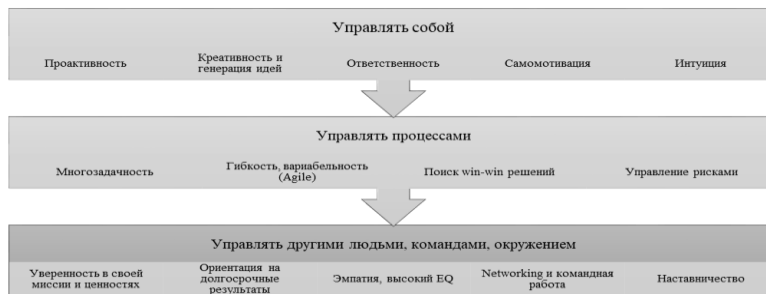 Управлять собой
Проактивность
Креативность и
генерация идей
Ответственность
Самомотивация
Интуиция
Управлять процессами
Многозадачность
Гибкость, вариабельность
(Agile)
Поиск win-win решений
Управление рисками
Управлять другими людьми, командами, окружением
Уверенность в своей
миссии и ценностях
Ориентация на
долгосрочные
результаты
Эмпатия, высокий EQ
Networking и командная
работа
Наставничество